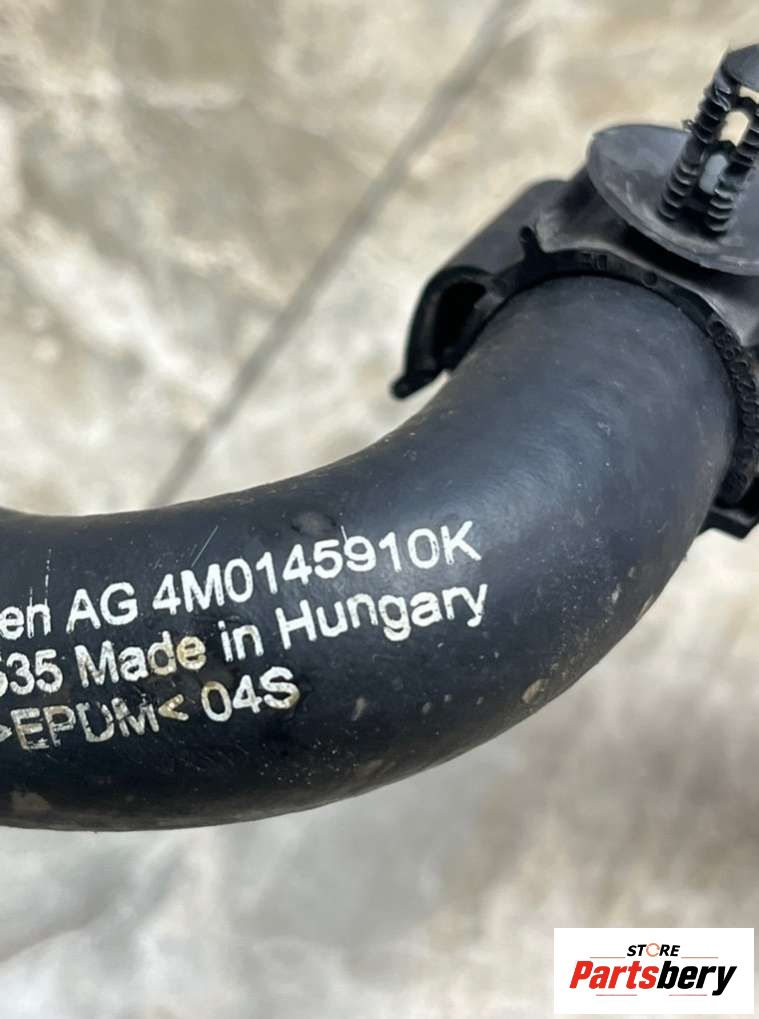 en AG 4M0145910K
535 Made in Hungary
>EPDM< 04S
STORE
Partsbery